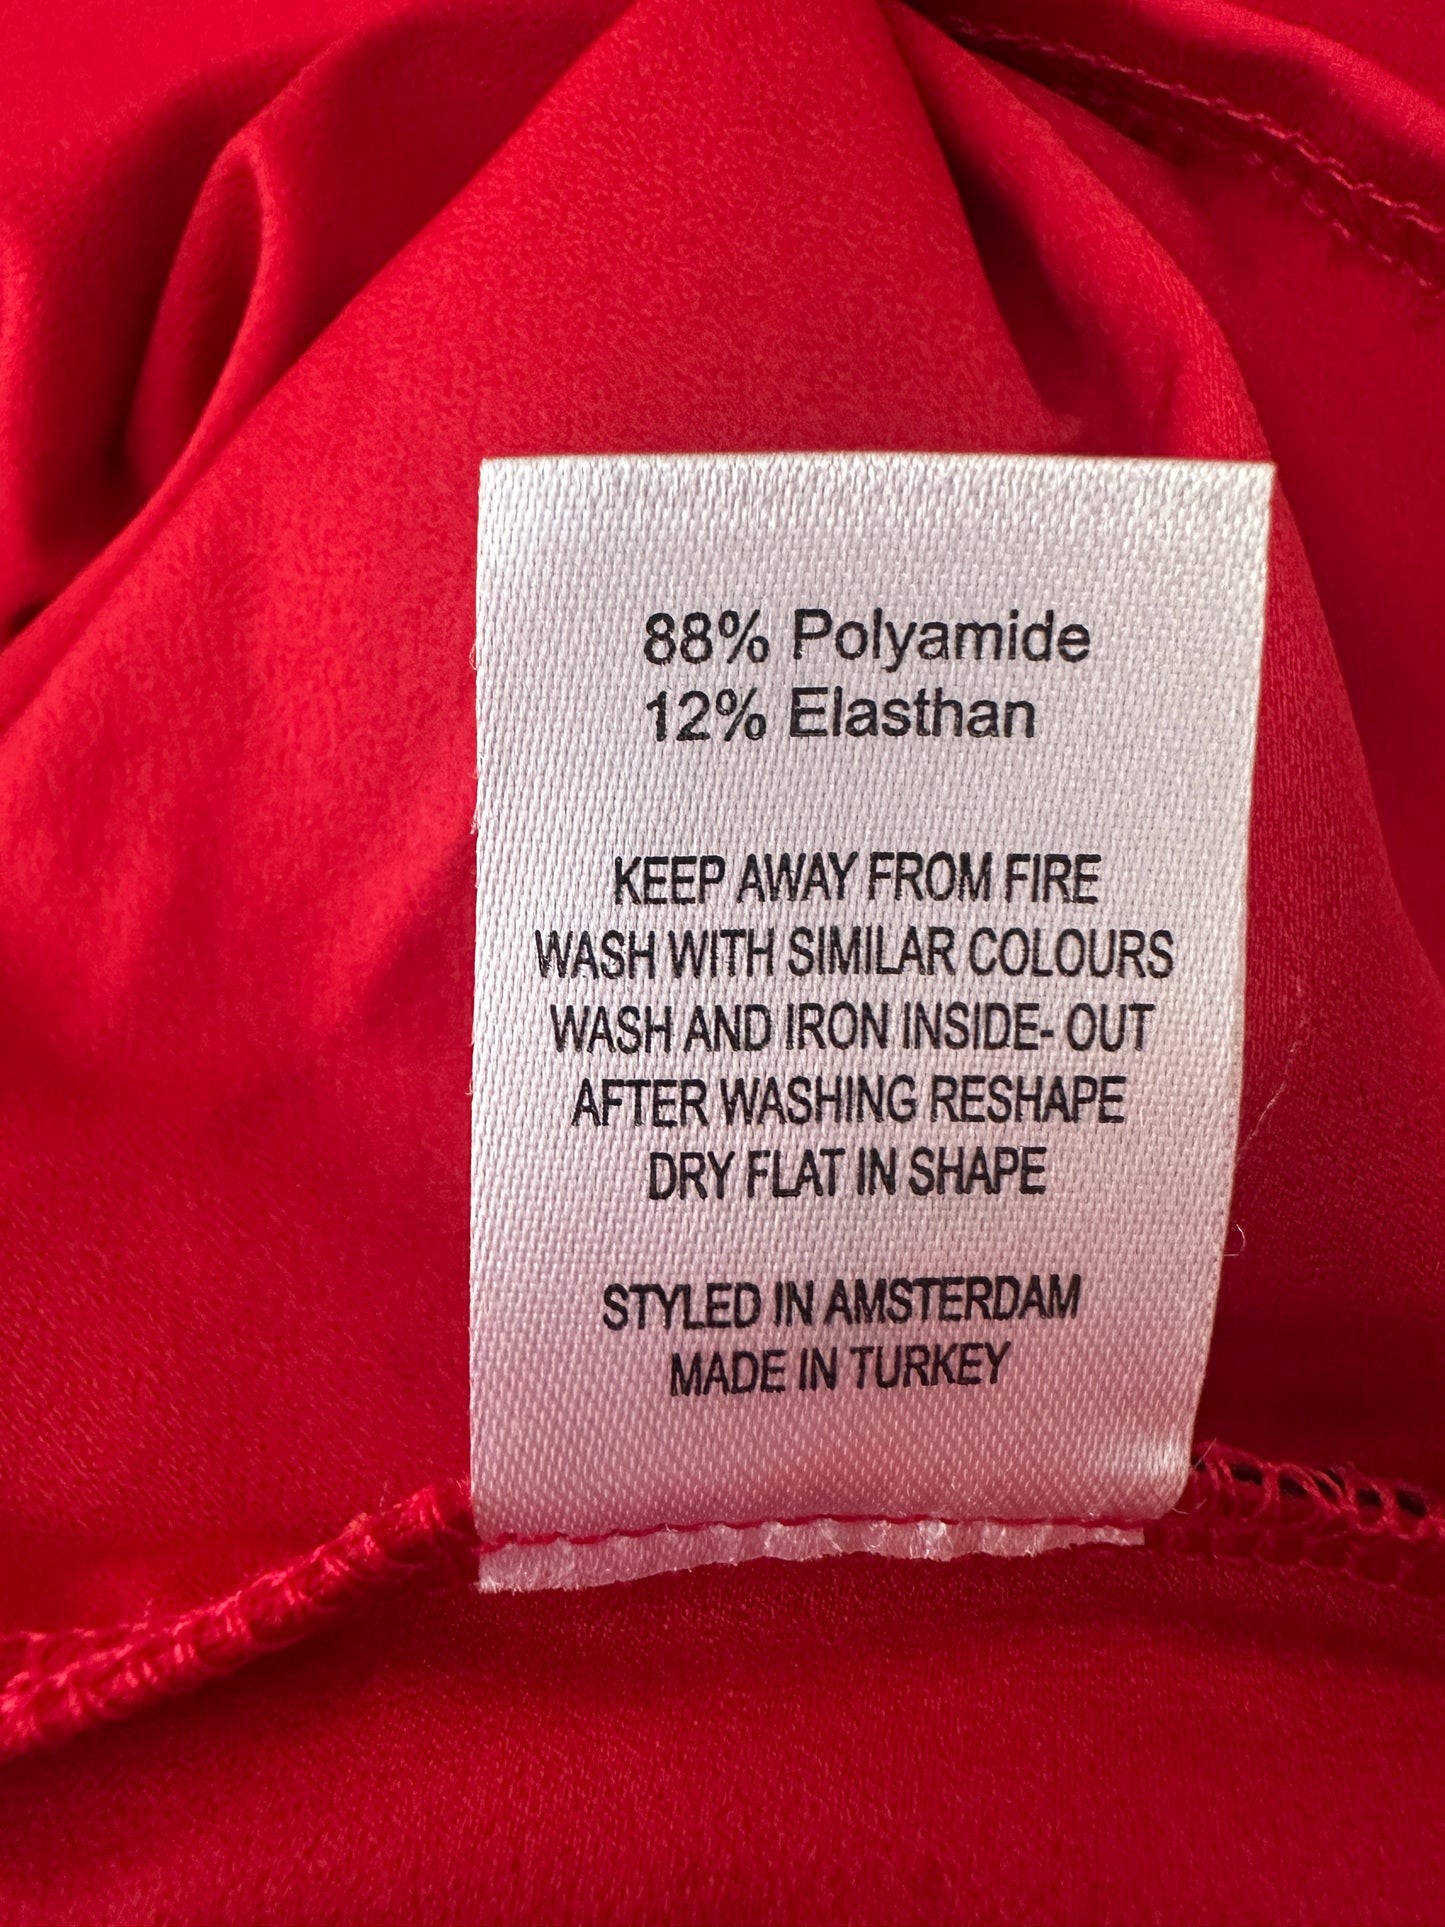 88% Polyamide
12% Elasthan
KEEP AWAY FROM FIRE
WASH WITH SIMILAR COLOURS
WASH AND IRON INSIDE- OUT
AFTER WASHING RESHAPE
DRY FLAT IN SHAPE
STYLED IN AMSTERDAM
MADE IN TURKEY